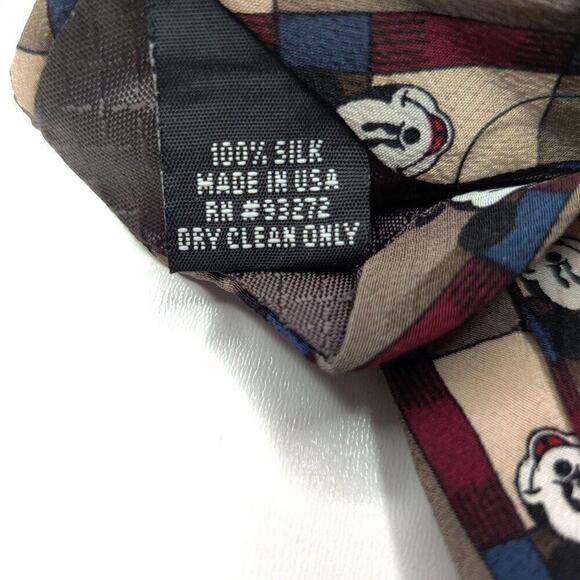 100% SILK
MADE IN USA
RN #93272
DRY CLEAN ONLY